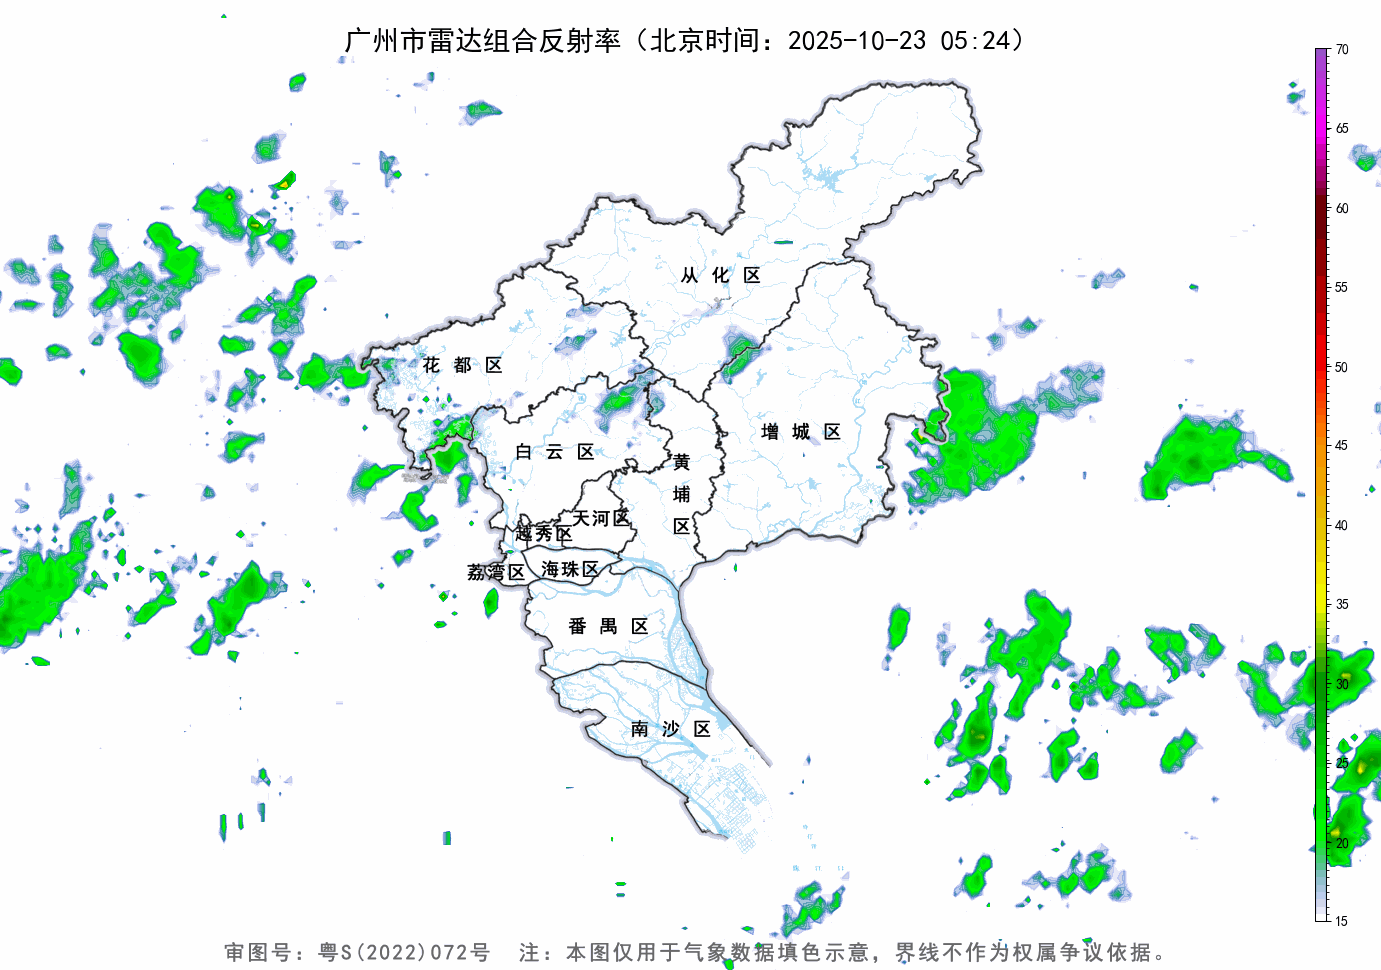 广州市雷达组合反射率（北京时间：2025-10-23 05:24）
70
65
60
55
50
45
40
35
30
25
20
15
从化区
花都区
增城区
白云区
黄埔区
天河区
越秀区
海珠区
荔湾区
番禺区
南沙区
审图号：粤S(2022)072号 注：本图仅用于气象数据填色示意，界线不作为权属争议依据。